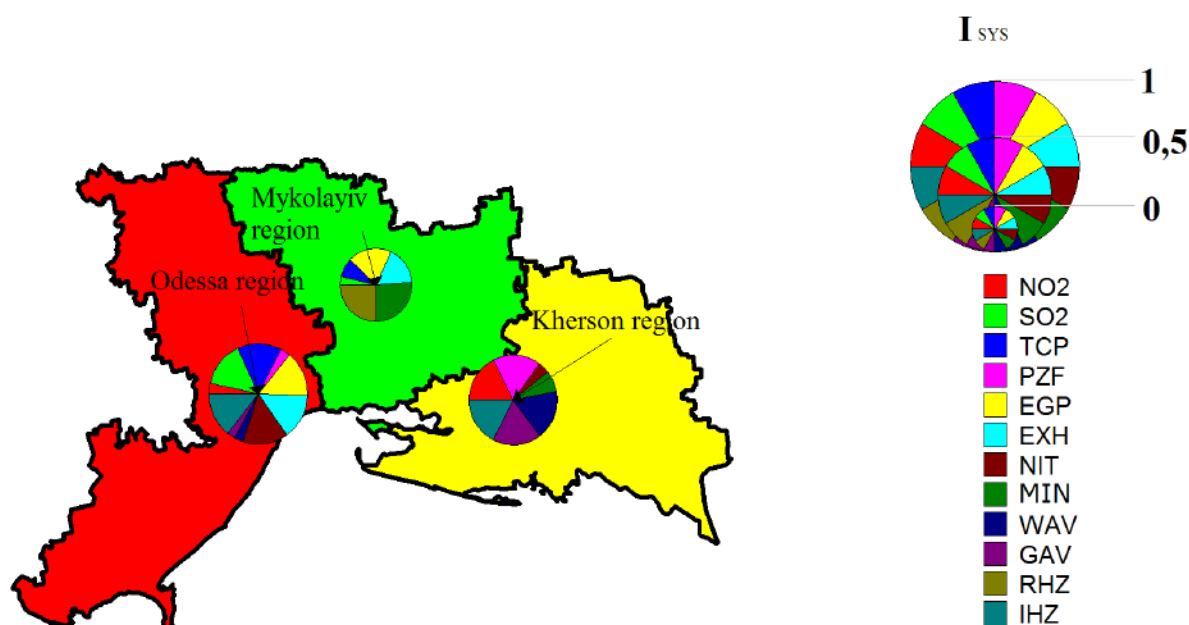 I SYS
1
0,5
0
Mykolayiv
region
Odessa region
Kherson region
NO2
SO2
TCP
PZF
EGP
EXH
NIT
MIN
WAV
GAV
RHZ
IHZ